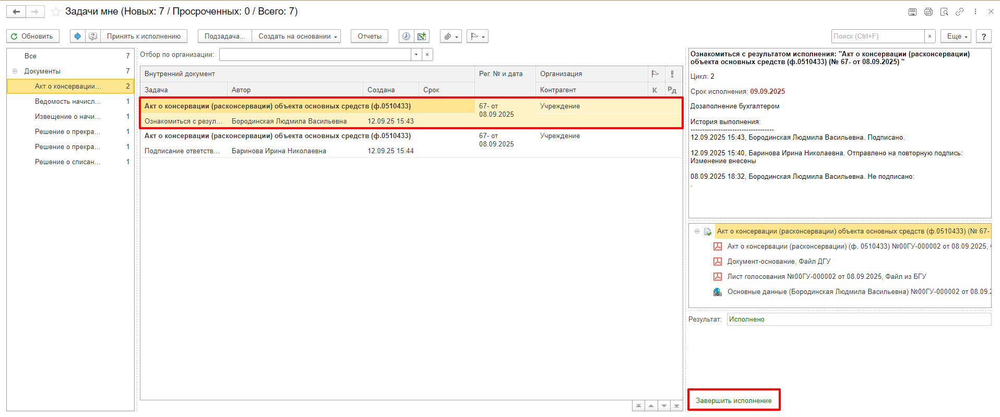 Задачи мне (Новых: 7 / Просроченных: 0 / Всего: 7)
Обновить
Принять к исполнению
Подзадача...
Создать на основании
Отчеты
Поиск (Ctrl+F)
×
Еще
?
Все 7
Документы 7
Акт о консервации... 2
Ведомость начисл... 1
Извещение о начи... 1
Решение о прекра... 1
Решение о прекра... 1
Решение о списан... 1
Отбор по организации:
Внутренний документ Рег. № и дата Организация
Задача Автор Создана Срок Контрагент К Рд
Акт о консервации (расконсервации) объекта основных средств (ф.0510433) 67- от Учреждение
08.09.2025
Ознакомиться с резул... Бородинская Людмила Васильевна 12.09.25 15:43
Акт о консервации (расконсервации) объекта основных средств (ф.0510433) 67- от Учреждение
08.09.2025
Подписание ответств... Баринова Ирина Николаевна 12.09.25 15:44
Ознакомиться с результатом исполнения: "Акт о консервации (расконсервации)
объекта основных средств (ф.0510433) (№ 67- от 08.09.2025) "
Цикл: 2
Срок исполнения: 09.09.2025
Дозаполнение бухгалтером
История выполнения:
------------------------------------
12.09.2025 15:43, Бородинская Людмила Васильевна. Подписано.
12.09.2025 15:40, Баринова Ирина Николаевна. Отправлено на повторную подпись:
Изменение внесены
08.09.2025 18:32, Бородинская Людмила Васильевна. Не подписано:
.
Акт о консервации (расконсервации) объекта основных средств (ф.0510433) (№ 67-
Акт о консервации (расконсервации) (ф. 0510433) №00ГУ-000002 от 08.09.2025,
Документ-основание, Файл ДГУ
Лист голосования №00ГУ-000002 от 08.09.2025, Файл из БГУ
Основные данные (Бородинская Людмила Васильевна) №00ГУ-000002 от 08.09.2
Результат: Исполнено
Завершить исполнение